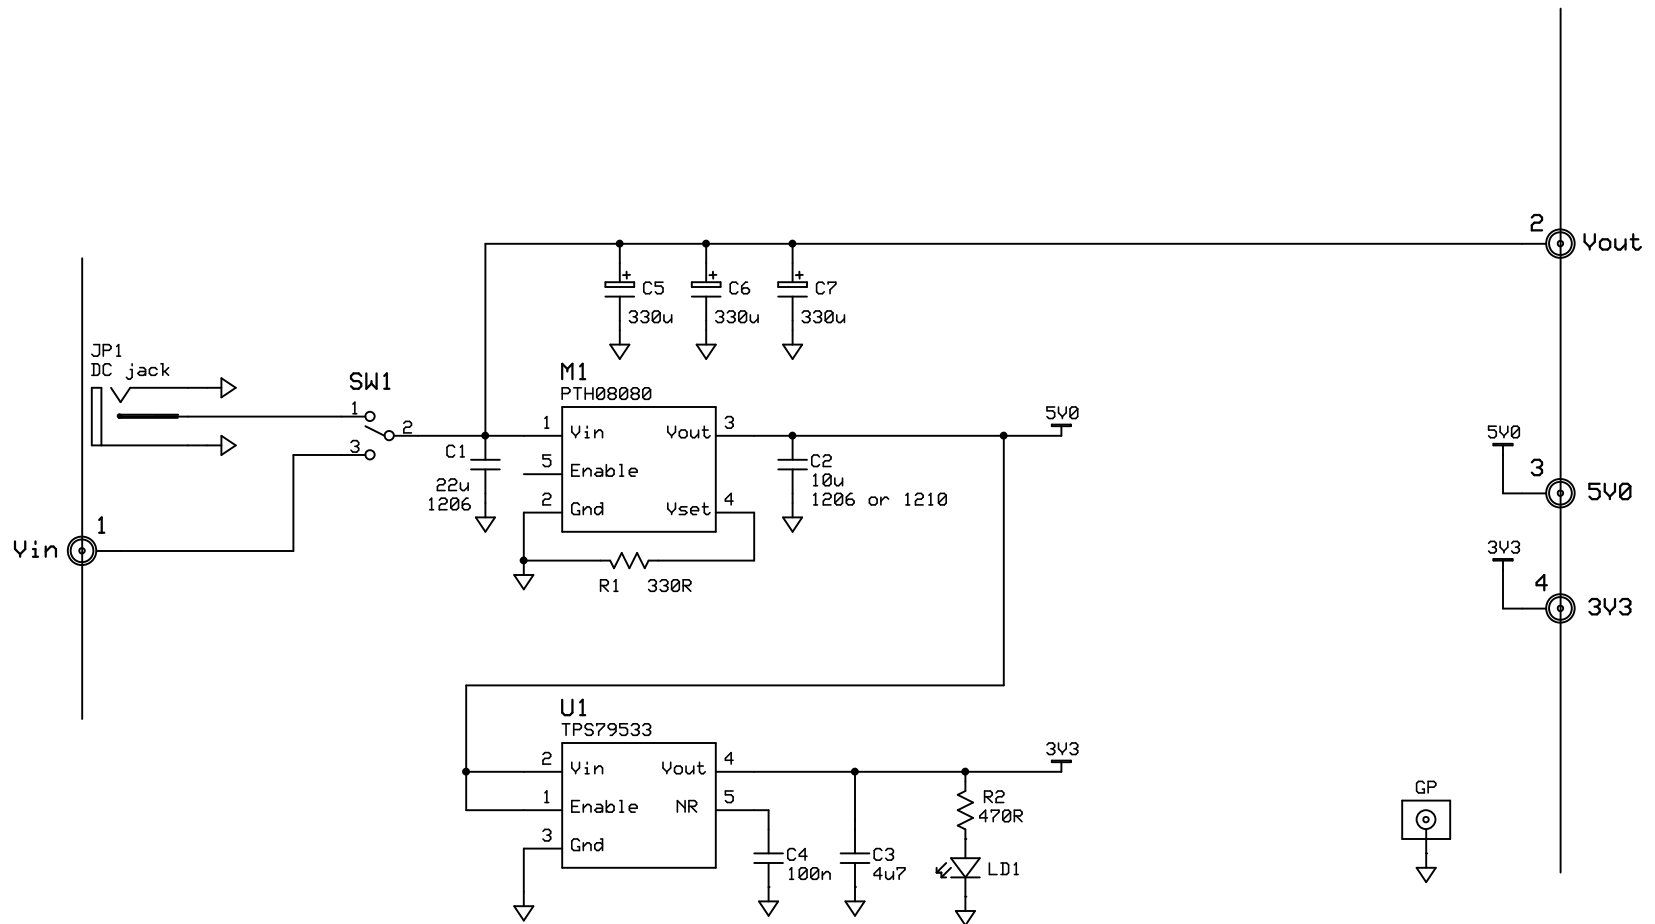 2
Vout
+
C5
330u
+
C6
330u
+
C7
330u
JP1
DC jack
SW1
1
2
3
M1
PTH08080
1
Vin
Vout
3
5
Enable
2
Gnd
Vset
4
C1
22u
1206
C2
10u
1206 or 1210
5V0
R1 330R
1
Vin
5V0
3
5V0
3V3
4
3V3
U1
TPS79533
2
Vin
Vout
4
1
Enable
NR
5
3
Gnd
3V3
R2
470R
C4
100n
C3
4u7
LD1
GP